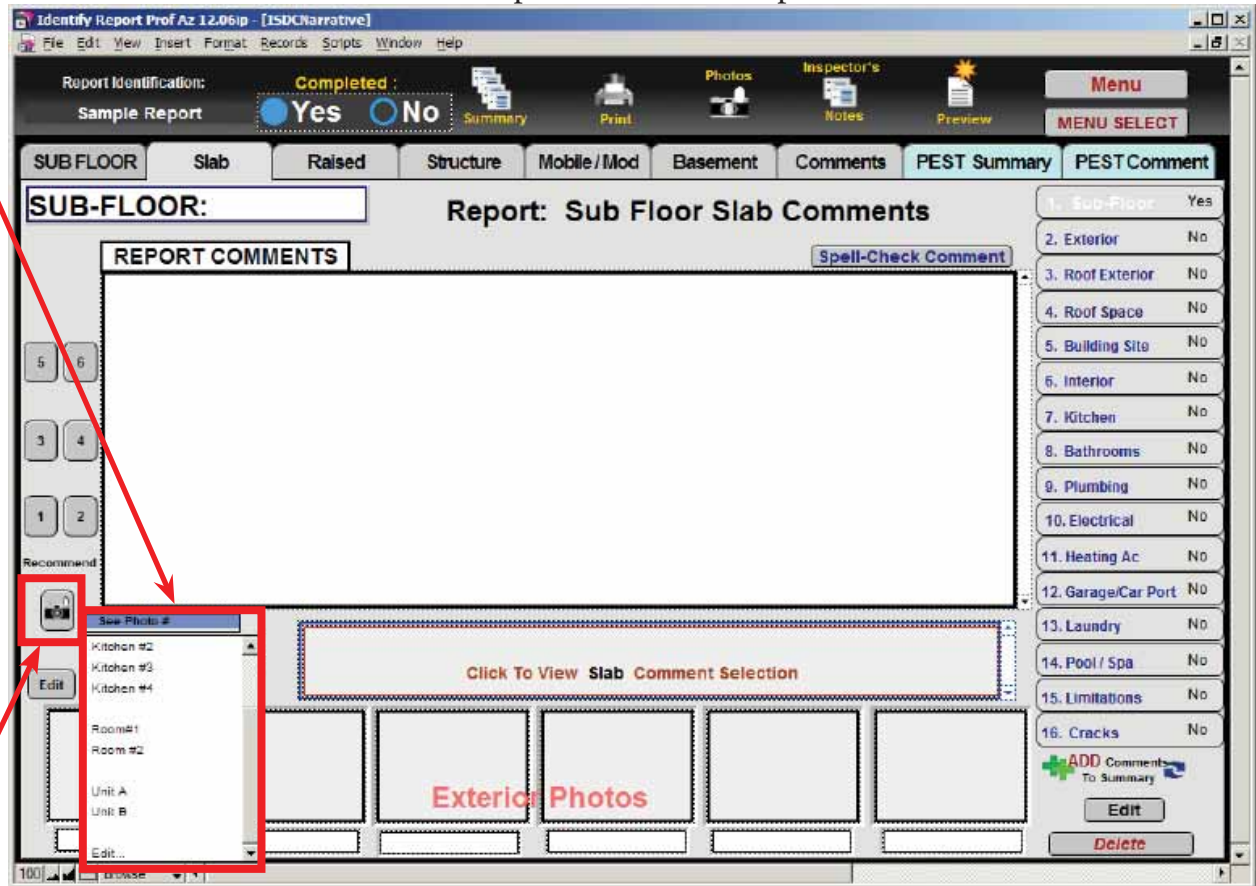 Identify Report Prof Az 12.06ip - [ISDCNarrative]
File Edit View Insert Format Records Scripts Window Help
Report Identification:
Sample Report
Completed :
Yes No
Summary
Print
Photos
Inspector's
Notes
Preview
Menu
MENU SELECT
SUB FLOOR Slab Raised Structure Mobile / Mod Basement Comments PEST Summary PEST Comment
SUB-FLOOR:
Report: Sub Floor Slab Comments
REPORT COMMENTS
Spell-Check Comment
5 6
3 4
1 2
Recommend
See Photo #
Kitchen #2
Kitchen #3
Kitchen #4
Room#1
Room #2
Unit A
Unit B
Edit...
Edit
Click To View Slab Comment Selection
Exterior Photos
1. Sub-Floor Yes
2. Exterior No
3. Roof Exterior No
4. Roof Space No
5. Building Site No
6. Interior No
7. Kitchen No
8. Bathrooms No
9. Plumbing No
10. Electrical No
11. Heating Ac No
12. Garage/Car Port No
13. Laundry No
14. Pool / Spa No
15. Limitations No
16. Cracks No
ADD Comments
To Summary
Edit
Delete
100 Browse